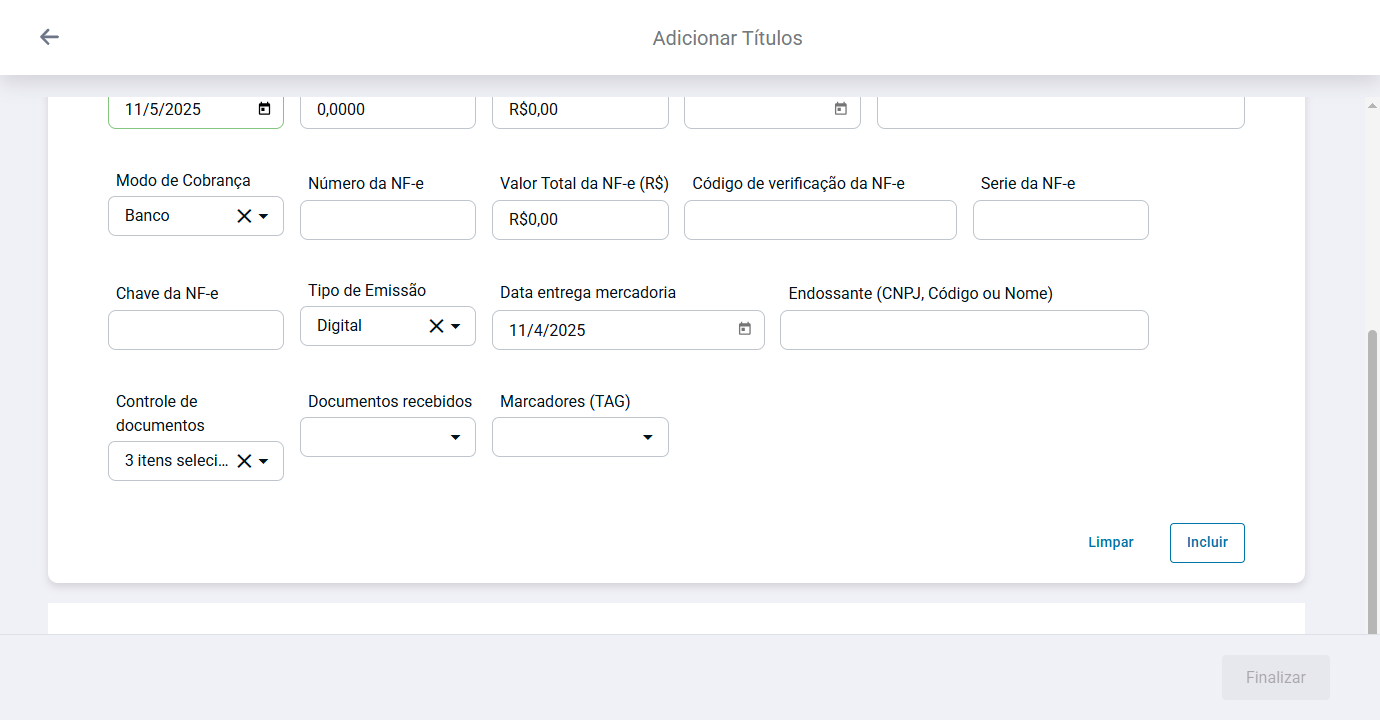 Adicionar Títulos
11/5/2025 0,0000 R$0,00
Modo de Cobrança Número da NF-e Valor Total da NF-e (R$) Código de verificação da NF-e Serie da NF-e
Banco R$0,00
Chave da NF-e Tipo de Emissão Data entrega mercadoria Endossante (CNPJ, Código ou Nome)
Digital 11/4/2025
Controle de documentos Documentos recebidos Marcadores (TAG)
3 itens seleci...
Limpar Incluir
Finalizar